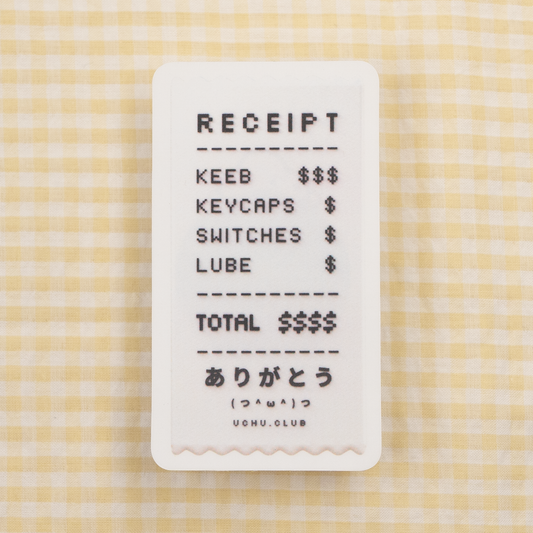 RECEIPT
----------
KEEB $$$
KEYCAPS $
SWITCHES $
LUBE $
----------
TOTAL $$$$
----------
ありがとう
(つ^ω^)つ
UCHU.CLUB